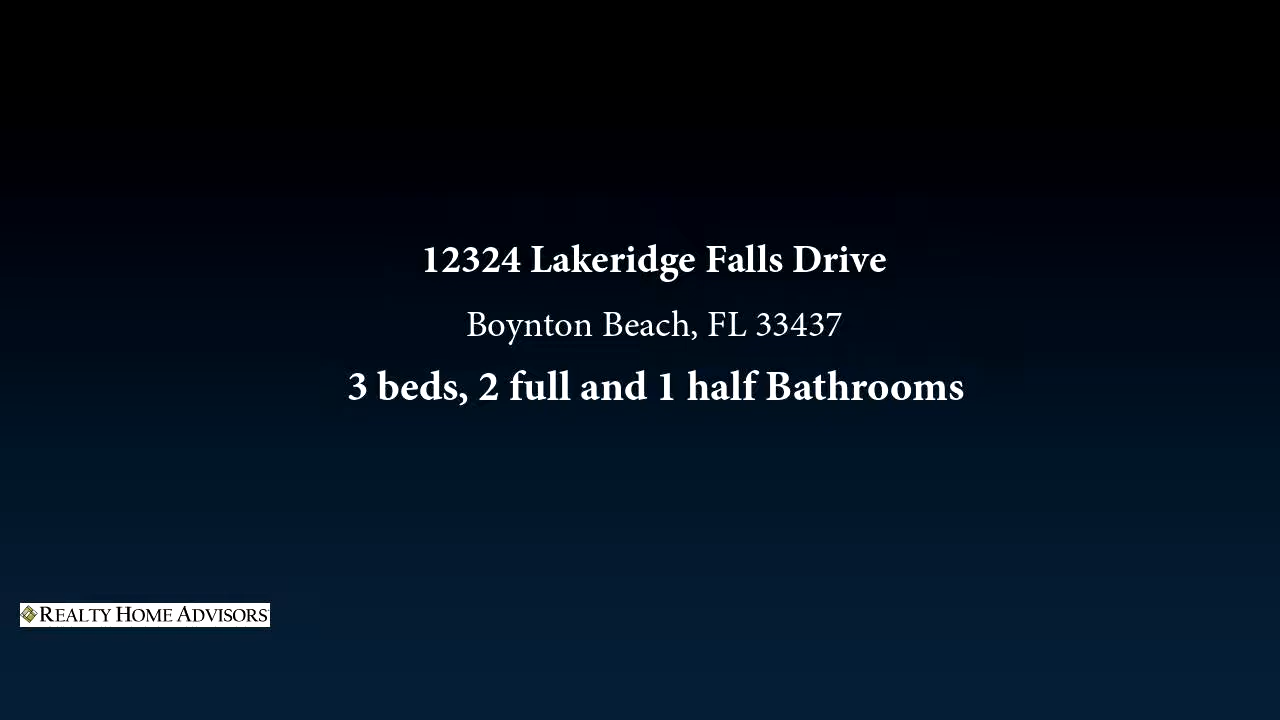 12324 Lakeridge Falls Drive
Boynton Beach, FL 33437
3 beds, 2 full and 1 half Bathrooms
REALTY HOME ADVISORS